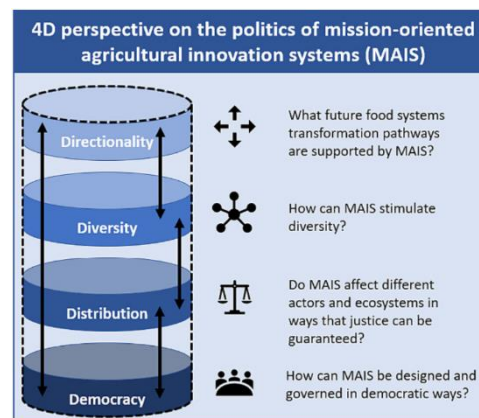 4D perspective on the politics of mission-oriented
agricultural innovation systems (MAIS)
Directionality
What future food systems
transformation pathways
are supported by MAIS?
Diversity
How can MAIS stimulate
diversity?
Distribution
Do MAIS affect different
actors and ecosystems in
ways that justice can be
guaranteed?
Democracy
How can MAIS be designed and
governed in democratic ways?